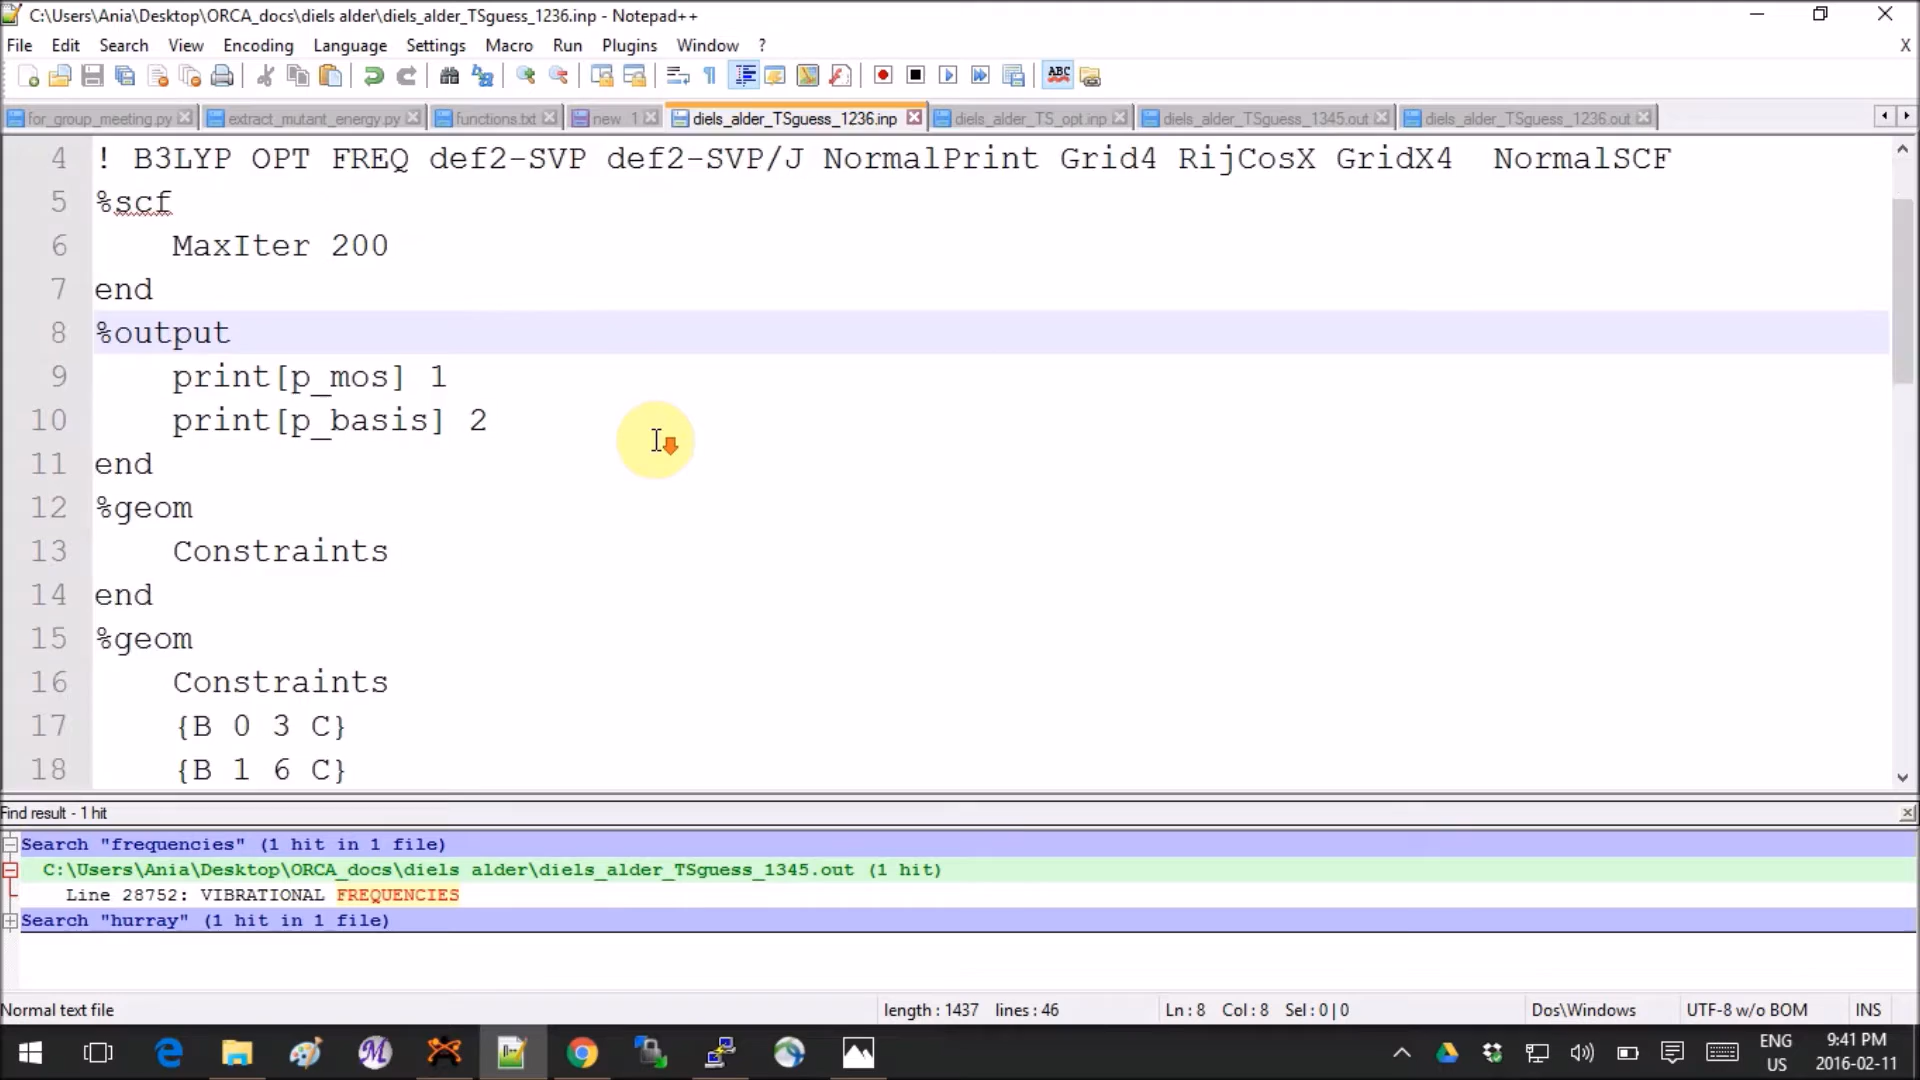 C:\Users\Ania\Desktop\ORCA_docs\diels alder\diels_alder_TSguess_1236.inp - Notepad++
File Edit Search View Encoding Language Settings Macro Run Plugins Window ? X
ABC
for_group_meeting.py extract_mutant_energy.py functions.txt new 1 diels_alder_TSguess_1236.inp diels_alder_TS_opt.inp diels_alder_TSguess_1345.out diels_alder_TSguess_1236.out
4 ! B3LYP OPT FREQ def2-SVP def2-SVP/J NormalPrint Grid4 RijCosX GridX4 NormalSCF
5 %scf
6 MaxIter 200
7 end
8 %output
9 print[p_mos] 1
10 print[p_basis] 2
11 end
12 %geom
13 Constraints
14 end
15 %geom
16 Constraints
17 {B 0 3 C}
18 {B 1 6 C}
Find result - 1 hit
Search "frequencies" (1 hit in 1 file)
C:\Users\Ania\Desktop\ORCA_docs\diels alder\diels_alder_TSguess_1345.out (1 hit)
Line 28752: VIBRATIONAL FREQUENCIES
Search "hurray" (1 hit in 1 file)
Normal text file length : 1437 lines : 46 Ln : 8 Col : 8 Sel : 0 | 0 Dos\Windows UTF-8 w/o BOM INS
ENG
US
9:41 PM
2016-02-11